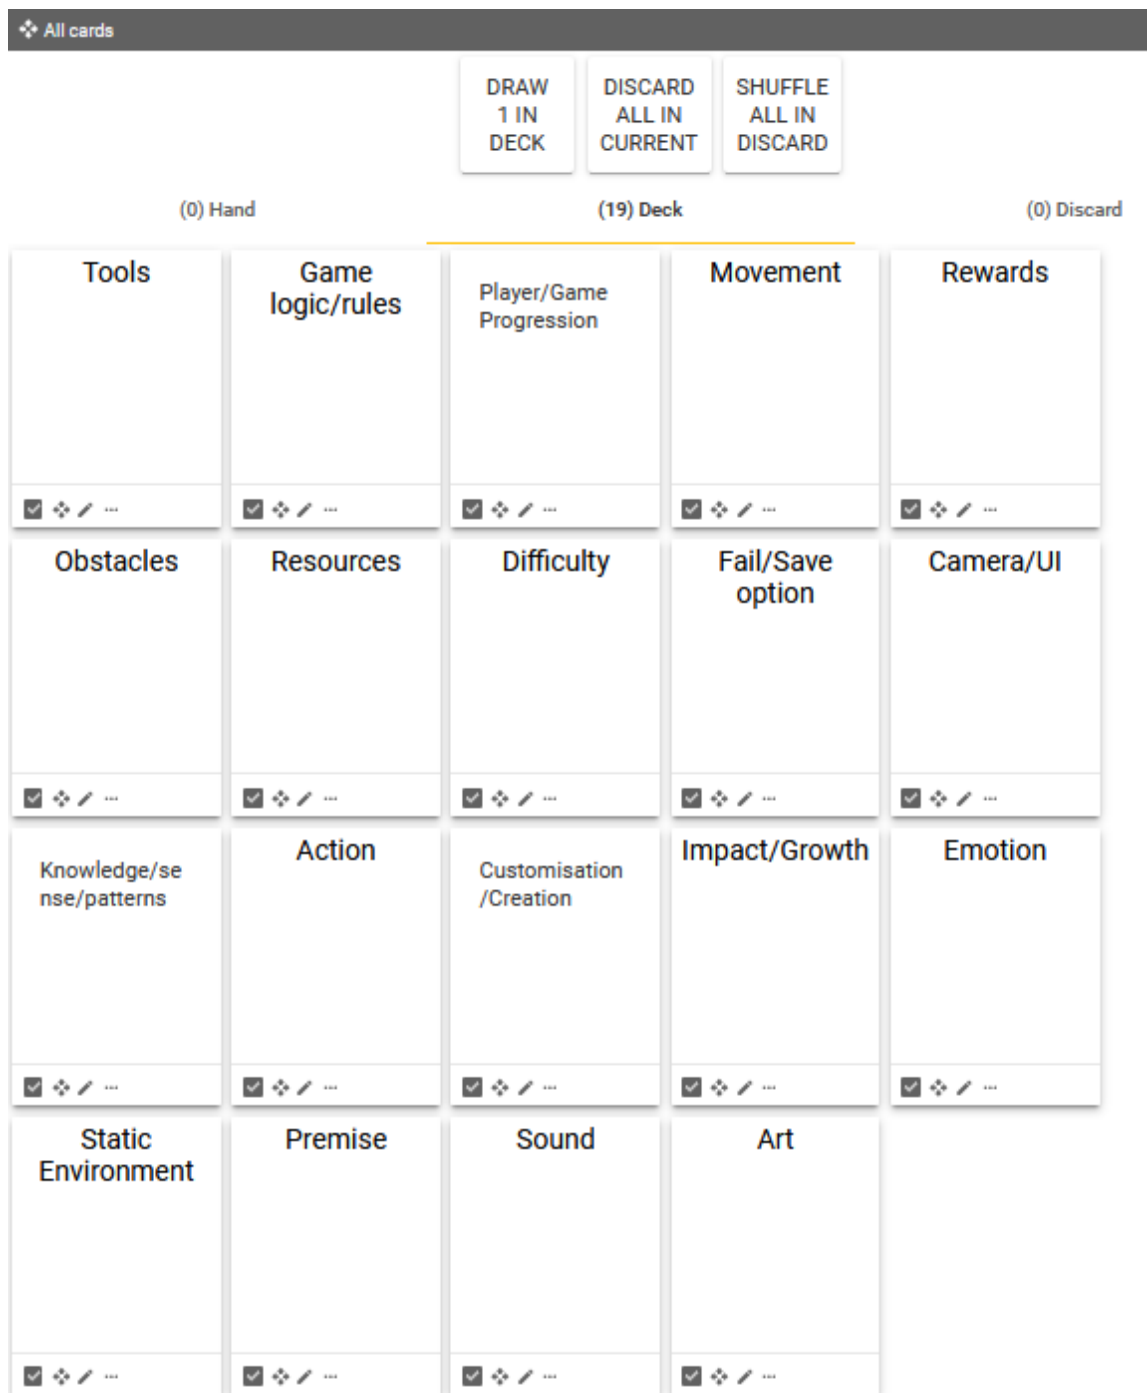 All cards
DRAW
1 IN
DECK
DISCARD
ALL IN
CURRENT
SHUFFLE
ALL IN
DISCARD
(0) Hand
(19) Deck
(0) Discard
Tools
Game
logic/rules
Player/Game
Progression
Movement
Rewards
Obstacles
Resources
Difficulty
Fail/Save
option
Camera/UI
Knowledge/se
nse/patterns
Action
Customisation
/Creation
Impact/Growth
Emotion
Static
Environment
Premise
Sound
Art